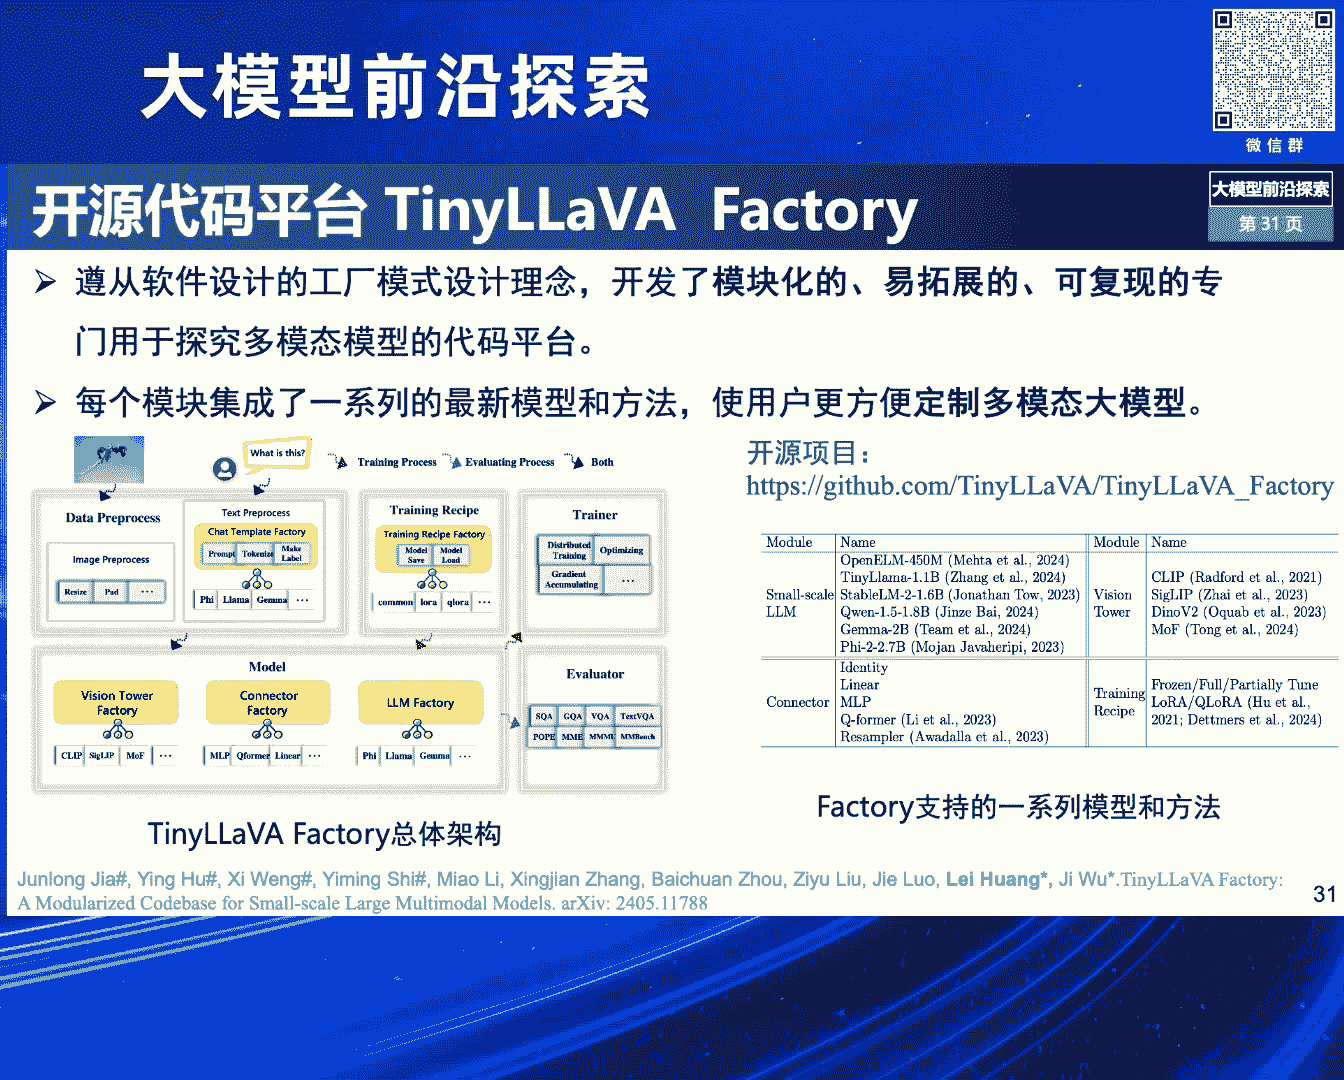 大模型前沿探索
微信群
开源代码平台 TinyLLaVA Factory
大模型前沿探索
第 31 页
➢ 遵从软件设计的工厂模式设计理念，开发了模块化的、易拓展的、可复现的专
门用于探究多模态模型的代码平台。
➢ 每个模块集成了一系列的最新模型和方法，使用户更方便定制多模态大模型。
What is this?
Training Process
Evaluating Process
Both
Data Preprocess
Image Preprocess
Resize Pad ...
Text Preprocess
Chat Template Factory
Prompt Tokenize Make Label
Phi Llama Gemma ...
Training Recipe
Training Recipe Factory
Model Save Model Load
common lora qlora ...
Trainer
Distributed Training Optimizing
Gradient Accumulating ...
Model
Vision Tower Factory
CLIP SigLIP MoF ...
Connector Factory
MLP Qformer Linear ...
LLM Factory
Phi Llama Gemma ...
Evaluator
SQA GQA VQA TextVQA
POPE MME MMMU MMBench
TinyLLaVA Factory总体架构
开源项目：
https://github.com/TinyLLaVA/TinyLLaVA_Factory
Module Name Module Name
Small-scale LLM
OpenELM-450M (Mehta et al., 2024)
TinyLlama-1.1B (Zhang et al., 2024)
StableLM-2-1.6B (Jonathan Tow, 2023)
Qwen-1.5-1.8B (Jinze Bai, 2024)
Gemma-2B (Team et al., 2024)
Phi-2-2.7B (Mojan Javaheripi, 2023)
Vision Tower
CLIP (Radford et al., 2021)
SigLIP (Zhai et al., 2023)
DinoV2 (Oquab et al., 2023)
MoF (Tong et al., 2024)
Connector
Identity
Linear
MLP
Q-former (Li et al., 2023)
Resampler (Awadalla et al., 2023)
Training Recipe
Frozen/Full/Partially Tune
LoRA/QLoRA (Hu et al.,
2021; Dettmers et al., 2024)
Factory支持的一系列模型和方法
Junlong Jia#, Ying Hu#, Xi Weng#, Yiming Shi#, Miao Li, Xingjian Zhang, Baichuan Zhou, Ziyu Liu, Jie Luo, Lei Huang*, Ji Wu*.TinyLLaVA Factory:
A Modularized Codebase for Small-scale Large Multimodal Models. arXiv: 2405.11788
31